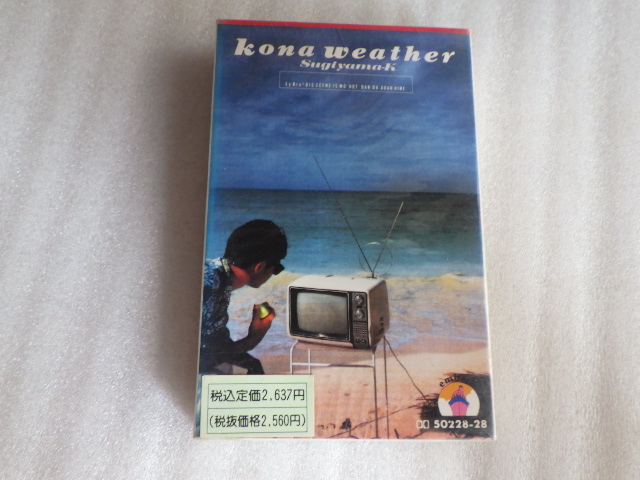 kona weather
Sugiyama-K
税込定価2,637円
(税抜価格2,560円)
50228-28